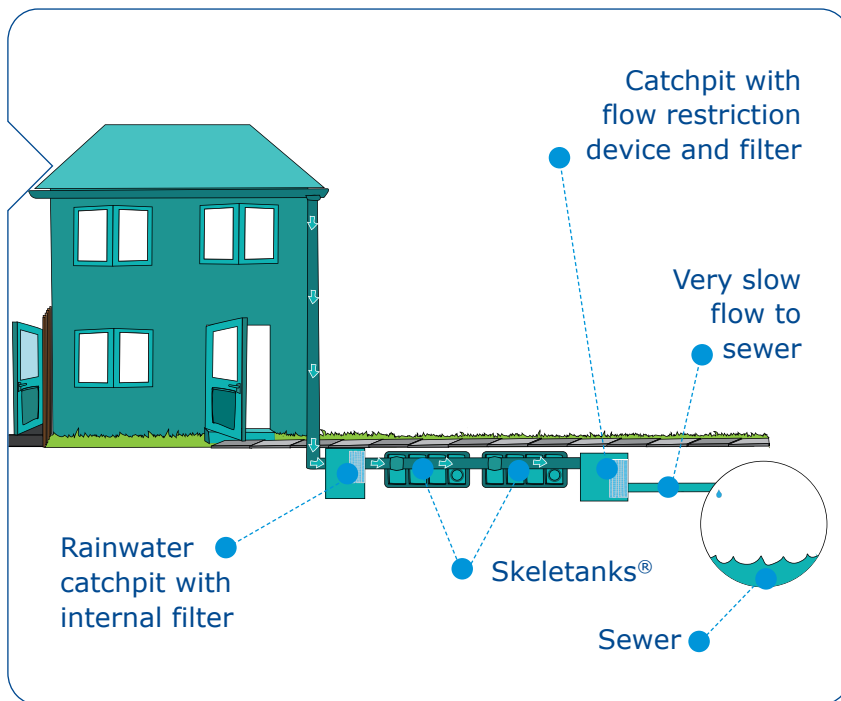 Catchpit with
flow restriction
device and filter
Very slow
flow to
sewer
Rainwater
catchpit with
internal filter
Skeletanks®
Sewer